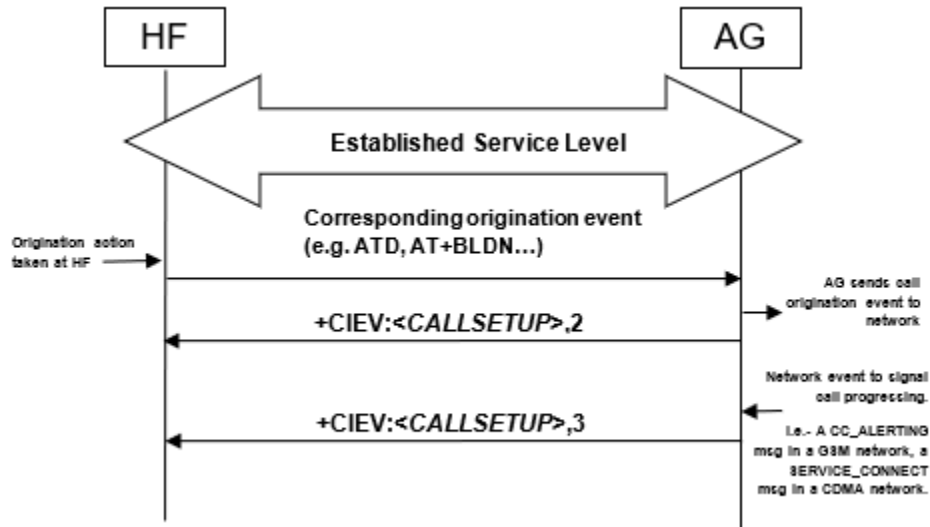 HF
AG
Established Service Level
Corresponding origination event
(e.g. ATD, AT+BLDN...)
Origination action
taken at HF
AG sends call
origination event to
network
+CIEV:<CALLSETUP>,2
Network event to signal
call progressing.
+CIEV:<CALLSETUP>,3
i.e.- A CC_ALERTING
msg in a GSM network, a
SERVICE_CONNECT
msg in a CDMA network.